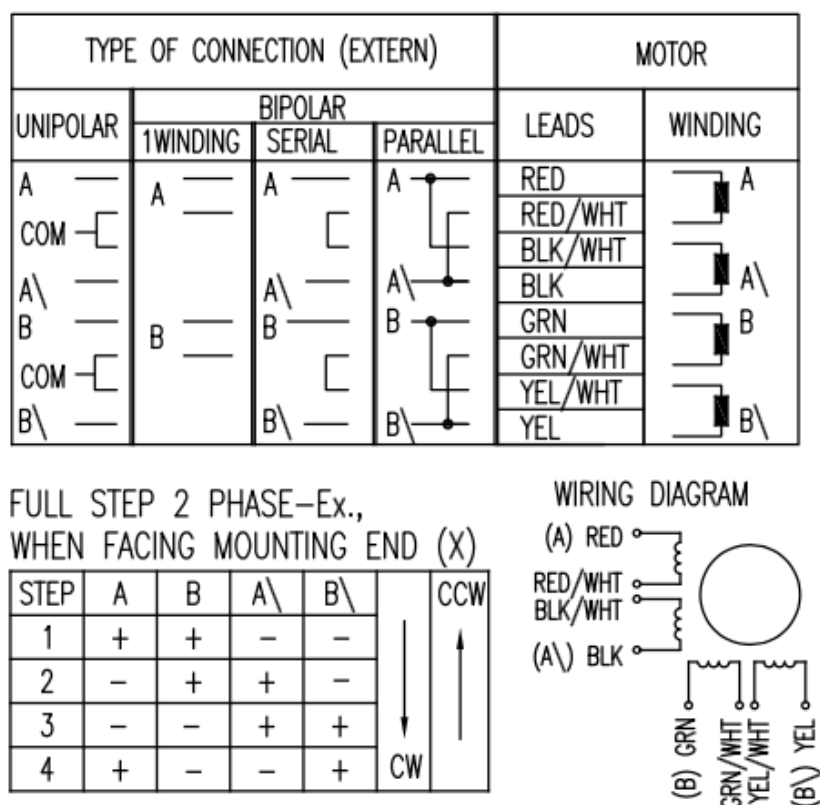 TYPE OF CONNECTION (EXTERN) MOTOR
UNIPOLAR BIPOLAR LEADS WINDING
1WINDING SERIAL PARALLEL
A A A A RED A
COM RED/WHT
BLK/WHT
A\ A\ A\ BLK A\
B B B B GRN B
COM GRN/WHT
YEL/WHT
B\ B\ B\ YEL B\
FULL STEP 2 PHASE-Ex.,
WHEN FACING MOUNTING END (X)
STEP A B A\ B\ CCW
1 + + - -
2 - + + -
3 - - + +
4 + - - + CW
WIRING DIAGRAM
(A) RED
RED/WHT
BLK/WHT
(A\) BLK
(B) GRN
GRN/WHT
YEL/WHT
(B\) YEL